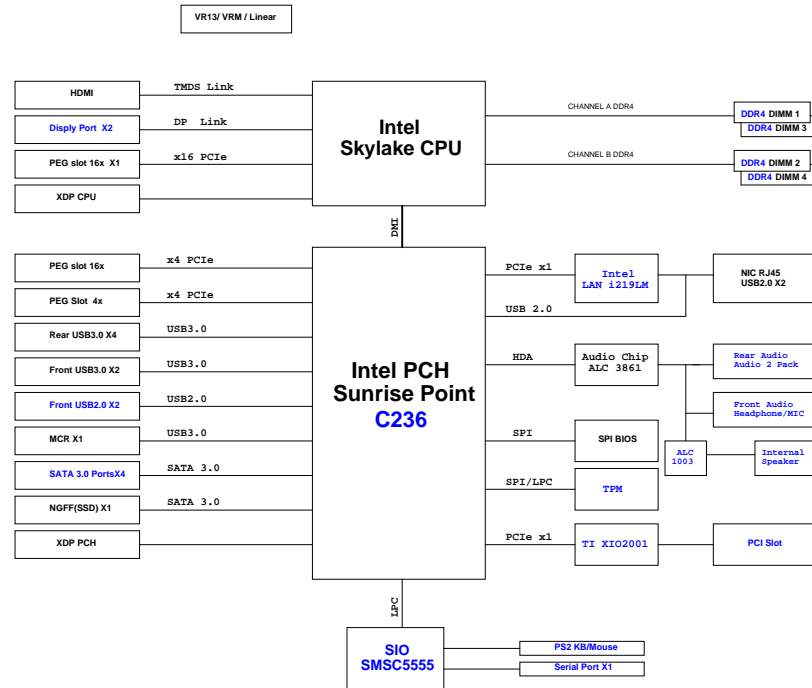 VR13/ VRM / Linear
HDMI
TMDS Link
Disply Port X2
DP Link
PEG slot 16x X1
x16 PCIe
XDP CPU
Intel
Skylake CPU
CHANNEL A DDR4
DDR4 DIMM 1
DDR4 DIMM 3
CHANNEL B DDR4
DDR4 DIMM 2
DDR4 DIMM 4
DMI
PEG slot 16x
x4 PCIe
PEG Slot 4x
x4 PCIe
Rear USB3.0 X4
USB3.0
Front USB3.0 X2
USB3.0
Front USB2.0 X2
USB2.0
MCR X1
USB3.0
SATA 3.0 PortsX4
SATA 3.0
NGFF(SSD) X1
SATA 3.0
XDP PCH
Intel PCH
Sunrise Point
C236
PCIe x1
Intel
LAN i219LM
NIC RJ45
USB2.0 X2
USB 2.0
HDA
Audio Chip
ALC 3861
Rear Audio
Audio 2 Pack
Front Audio
Headphone/MIC
ALC
1003
Internal
Speaker
SPI
SPI BIOS
SPI/LPC
TPM
PCIe x1
TI XIO2001
PCI Slot
LPC
SIO
SMSC5555
PS2 KB/Mouse
Serial Port X1